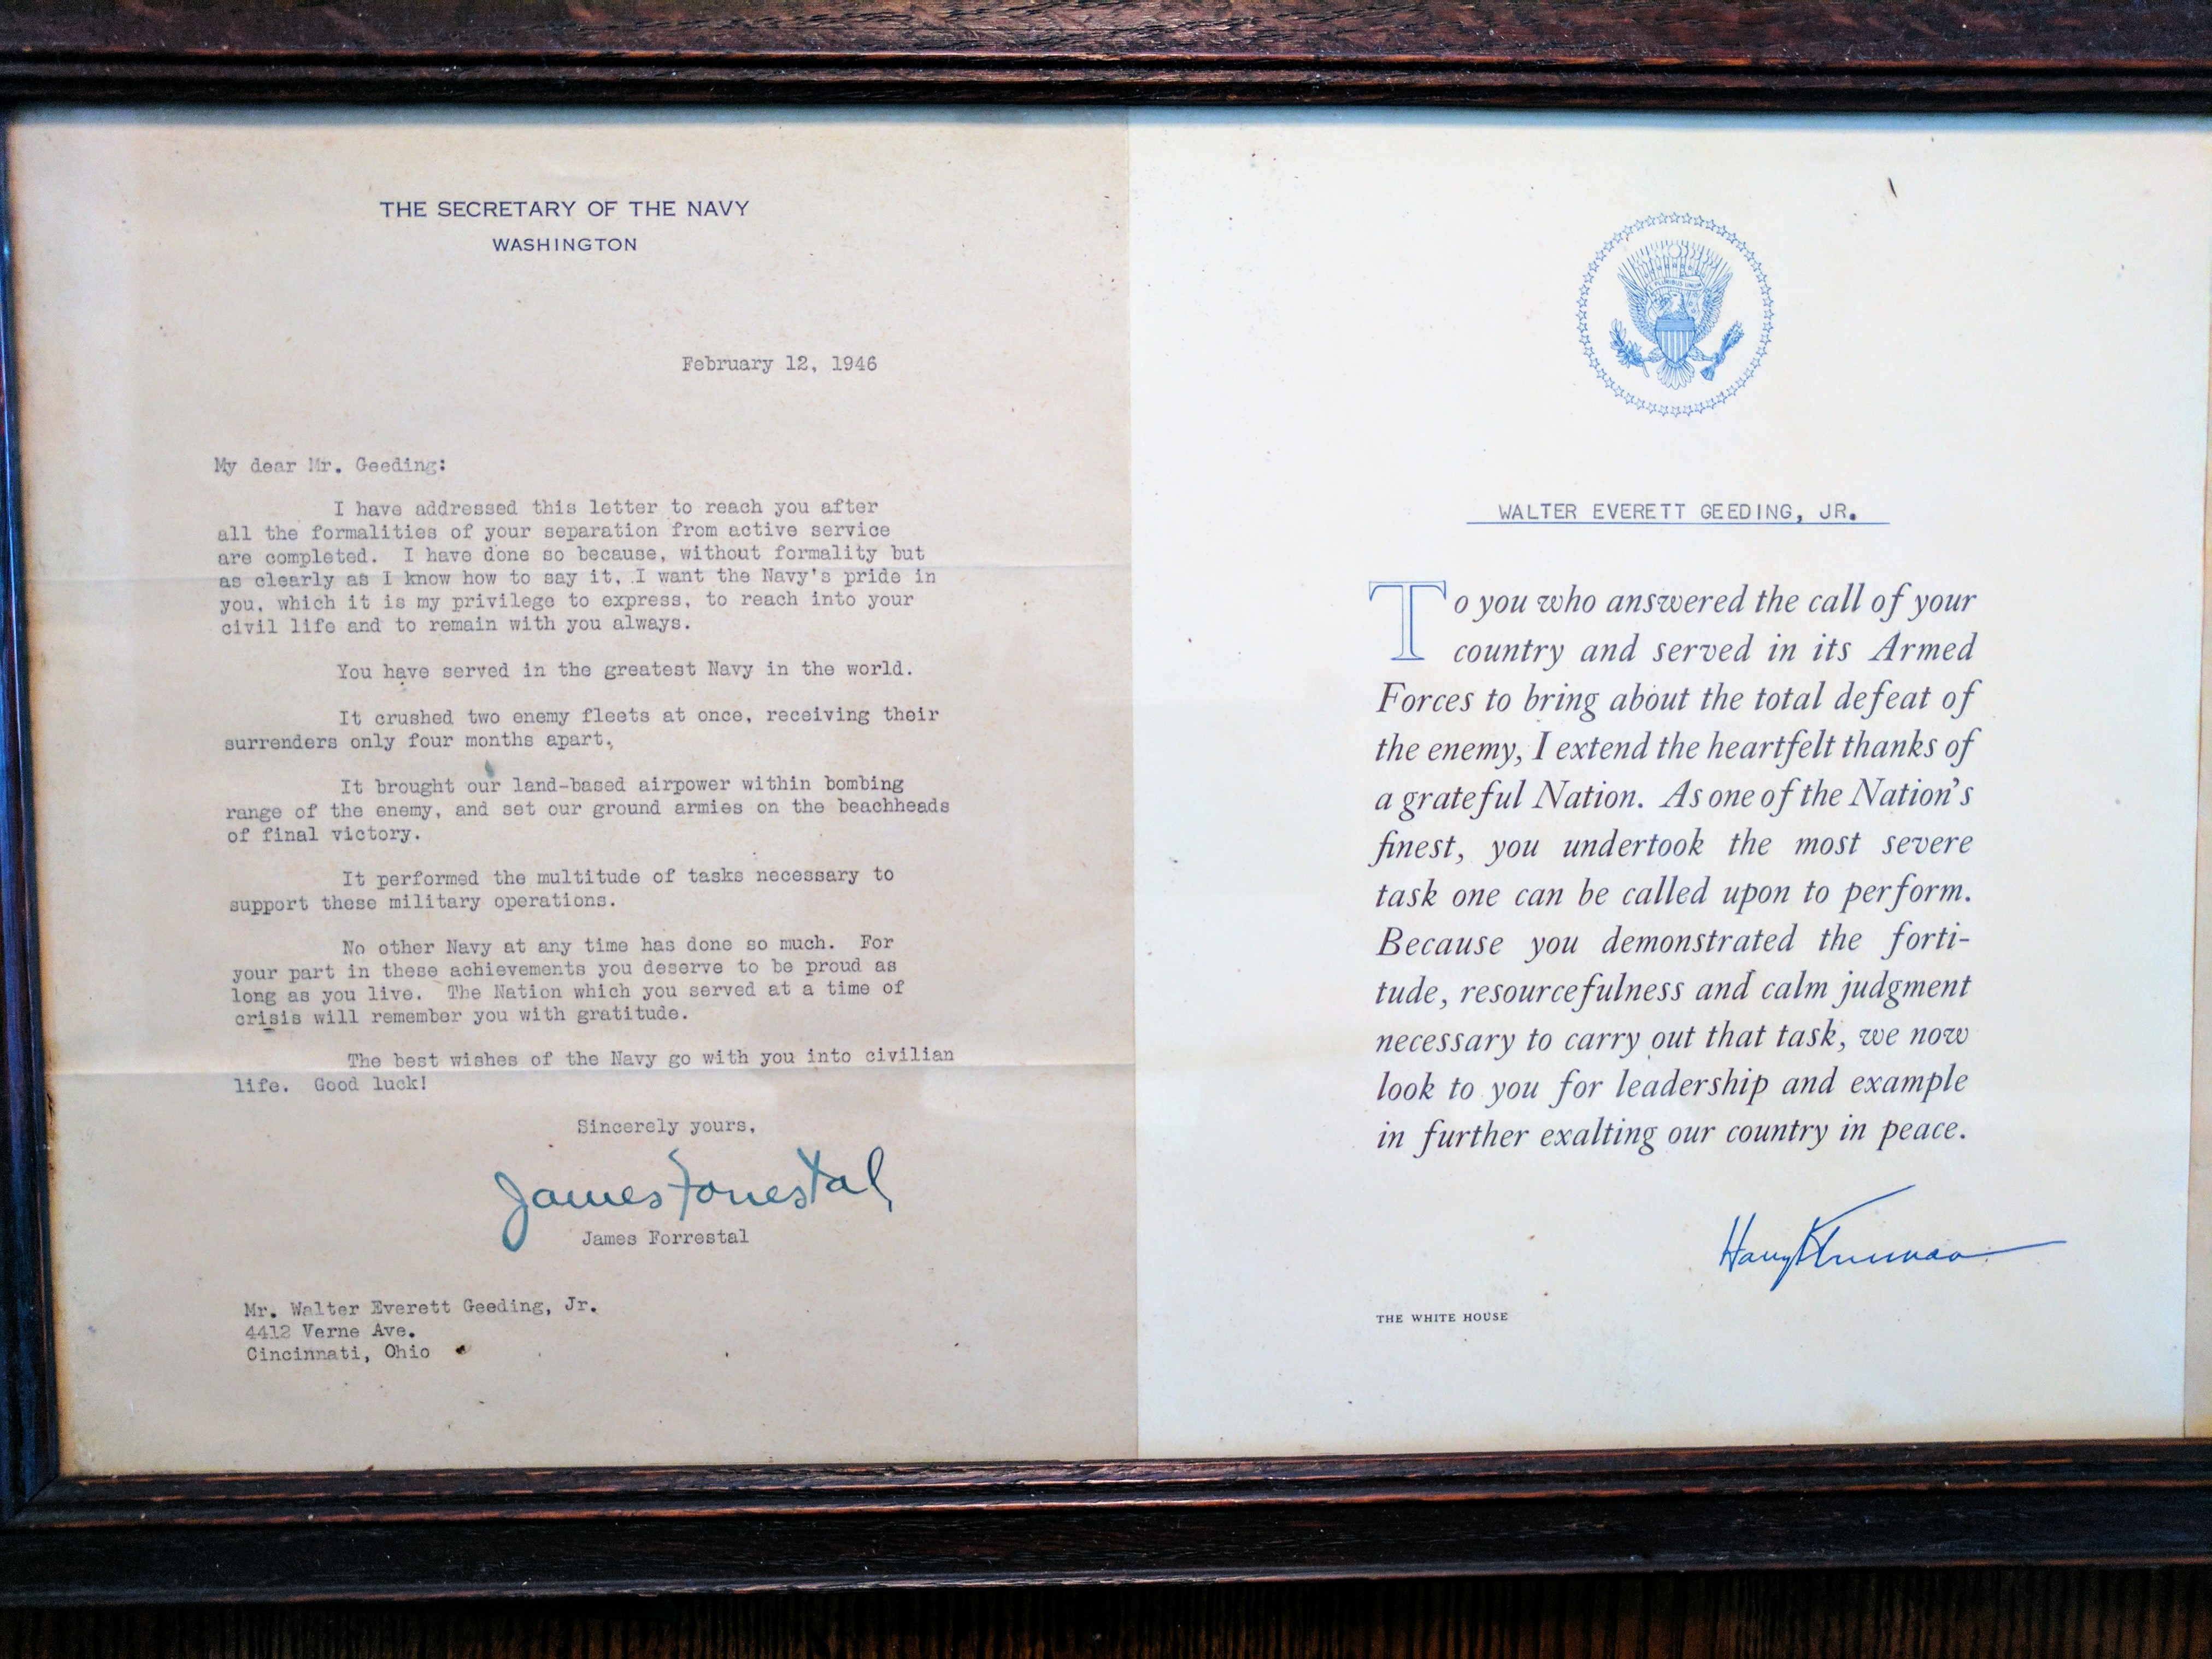 THE SECRETARY OF THE NAVY
WASHINGTON
February 12, 1946
My dear Mr. Geeding:
I have addressed this letter to reach you after
all the formalities of your separation from active service
are completed. I have done so because, without formality but
as clearly as I know how to say it, I want the Navy's pride in
you, which it is my privilege to express, to reach into your
civil life and to remain with you always.
You have served in the greatest Navy in the world.
It crushed two enemy fleets at once, receiving their
surrenders only four months apart.
It brought our land-based airpower within bombing
range of the enemy, and set our ground armies on the beachheads
of final victory.
It performed the multitude of tasks necessary to
support these military operations.
No other Navy at any time has done so much. For
your part in these achievements you deserve to be proud as
long as you live. The Nation which you served at a time of
crisis will remember you with gratitude.
The best wishes of the Navy go with you into civilian
life. Good luck!
Sincerely yours,
James Forrestal
James Forrestal
Mr. Walter Everett Geeding, Jr.
4412 Verne Ave.
Cincinnati, Ohio
E PLURIBUS UNUM
WALTER EVERETT GEEDING, JR.
To you who answered the call of your
country and served in its Armed
Forces to bring about the total defeat of
the enemy, I extend the heartfelt thanks of
a grateful Nation. As one of the Nation's
finest, you undertook the most severe
task one can be called upon to perform.
Because you demonstrated the forti-
tude, resourcefulness and calm judgment
necessary to carry out that task, we now
look to you for leadership and example
in further exalting our country in peace.
Harry S Truman
THE WHITE HOUSE